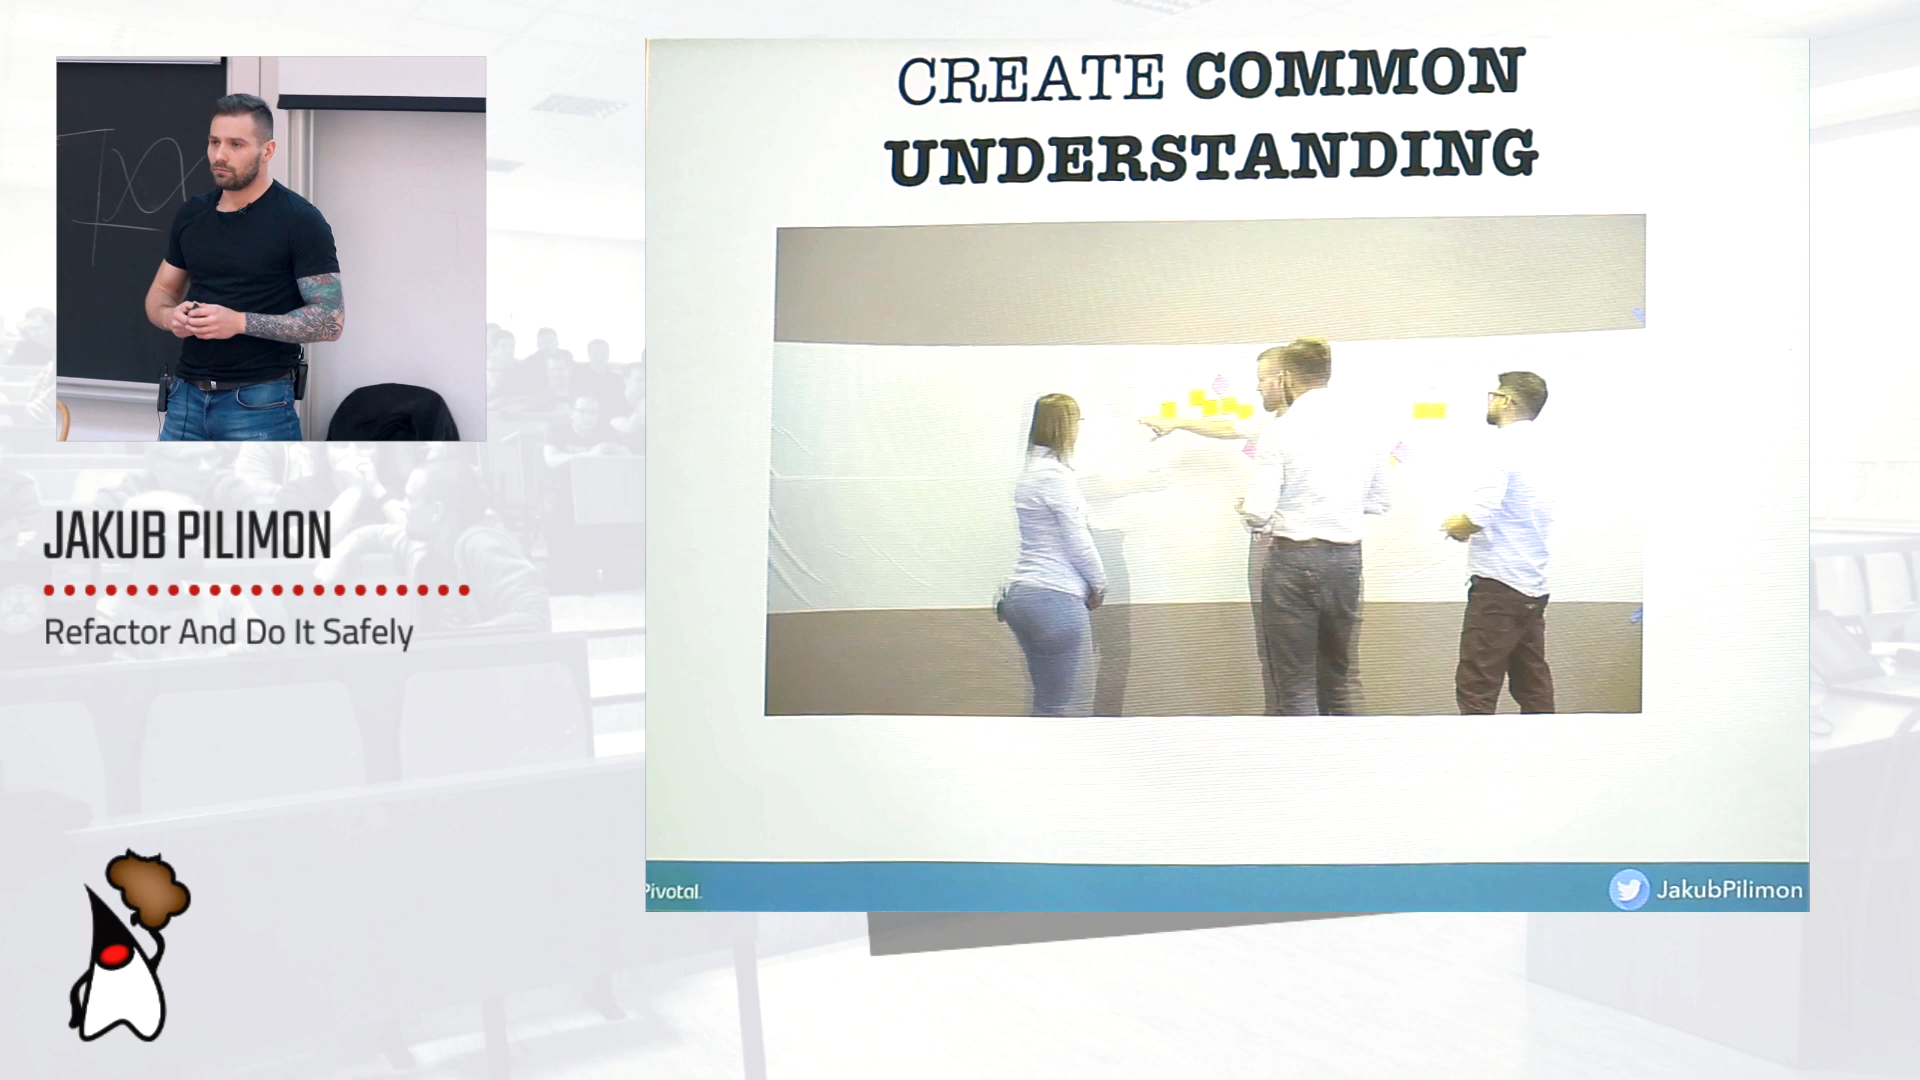 JAKUB PILIMON
Refactor And Do It Safely
CREATE COMMON
UNDERSTANDING
Pivotal
JakubPilimon